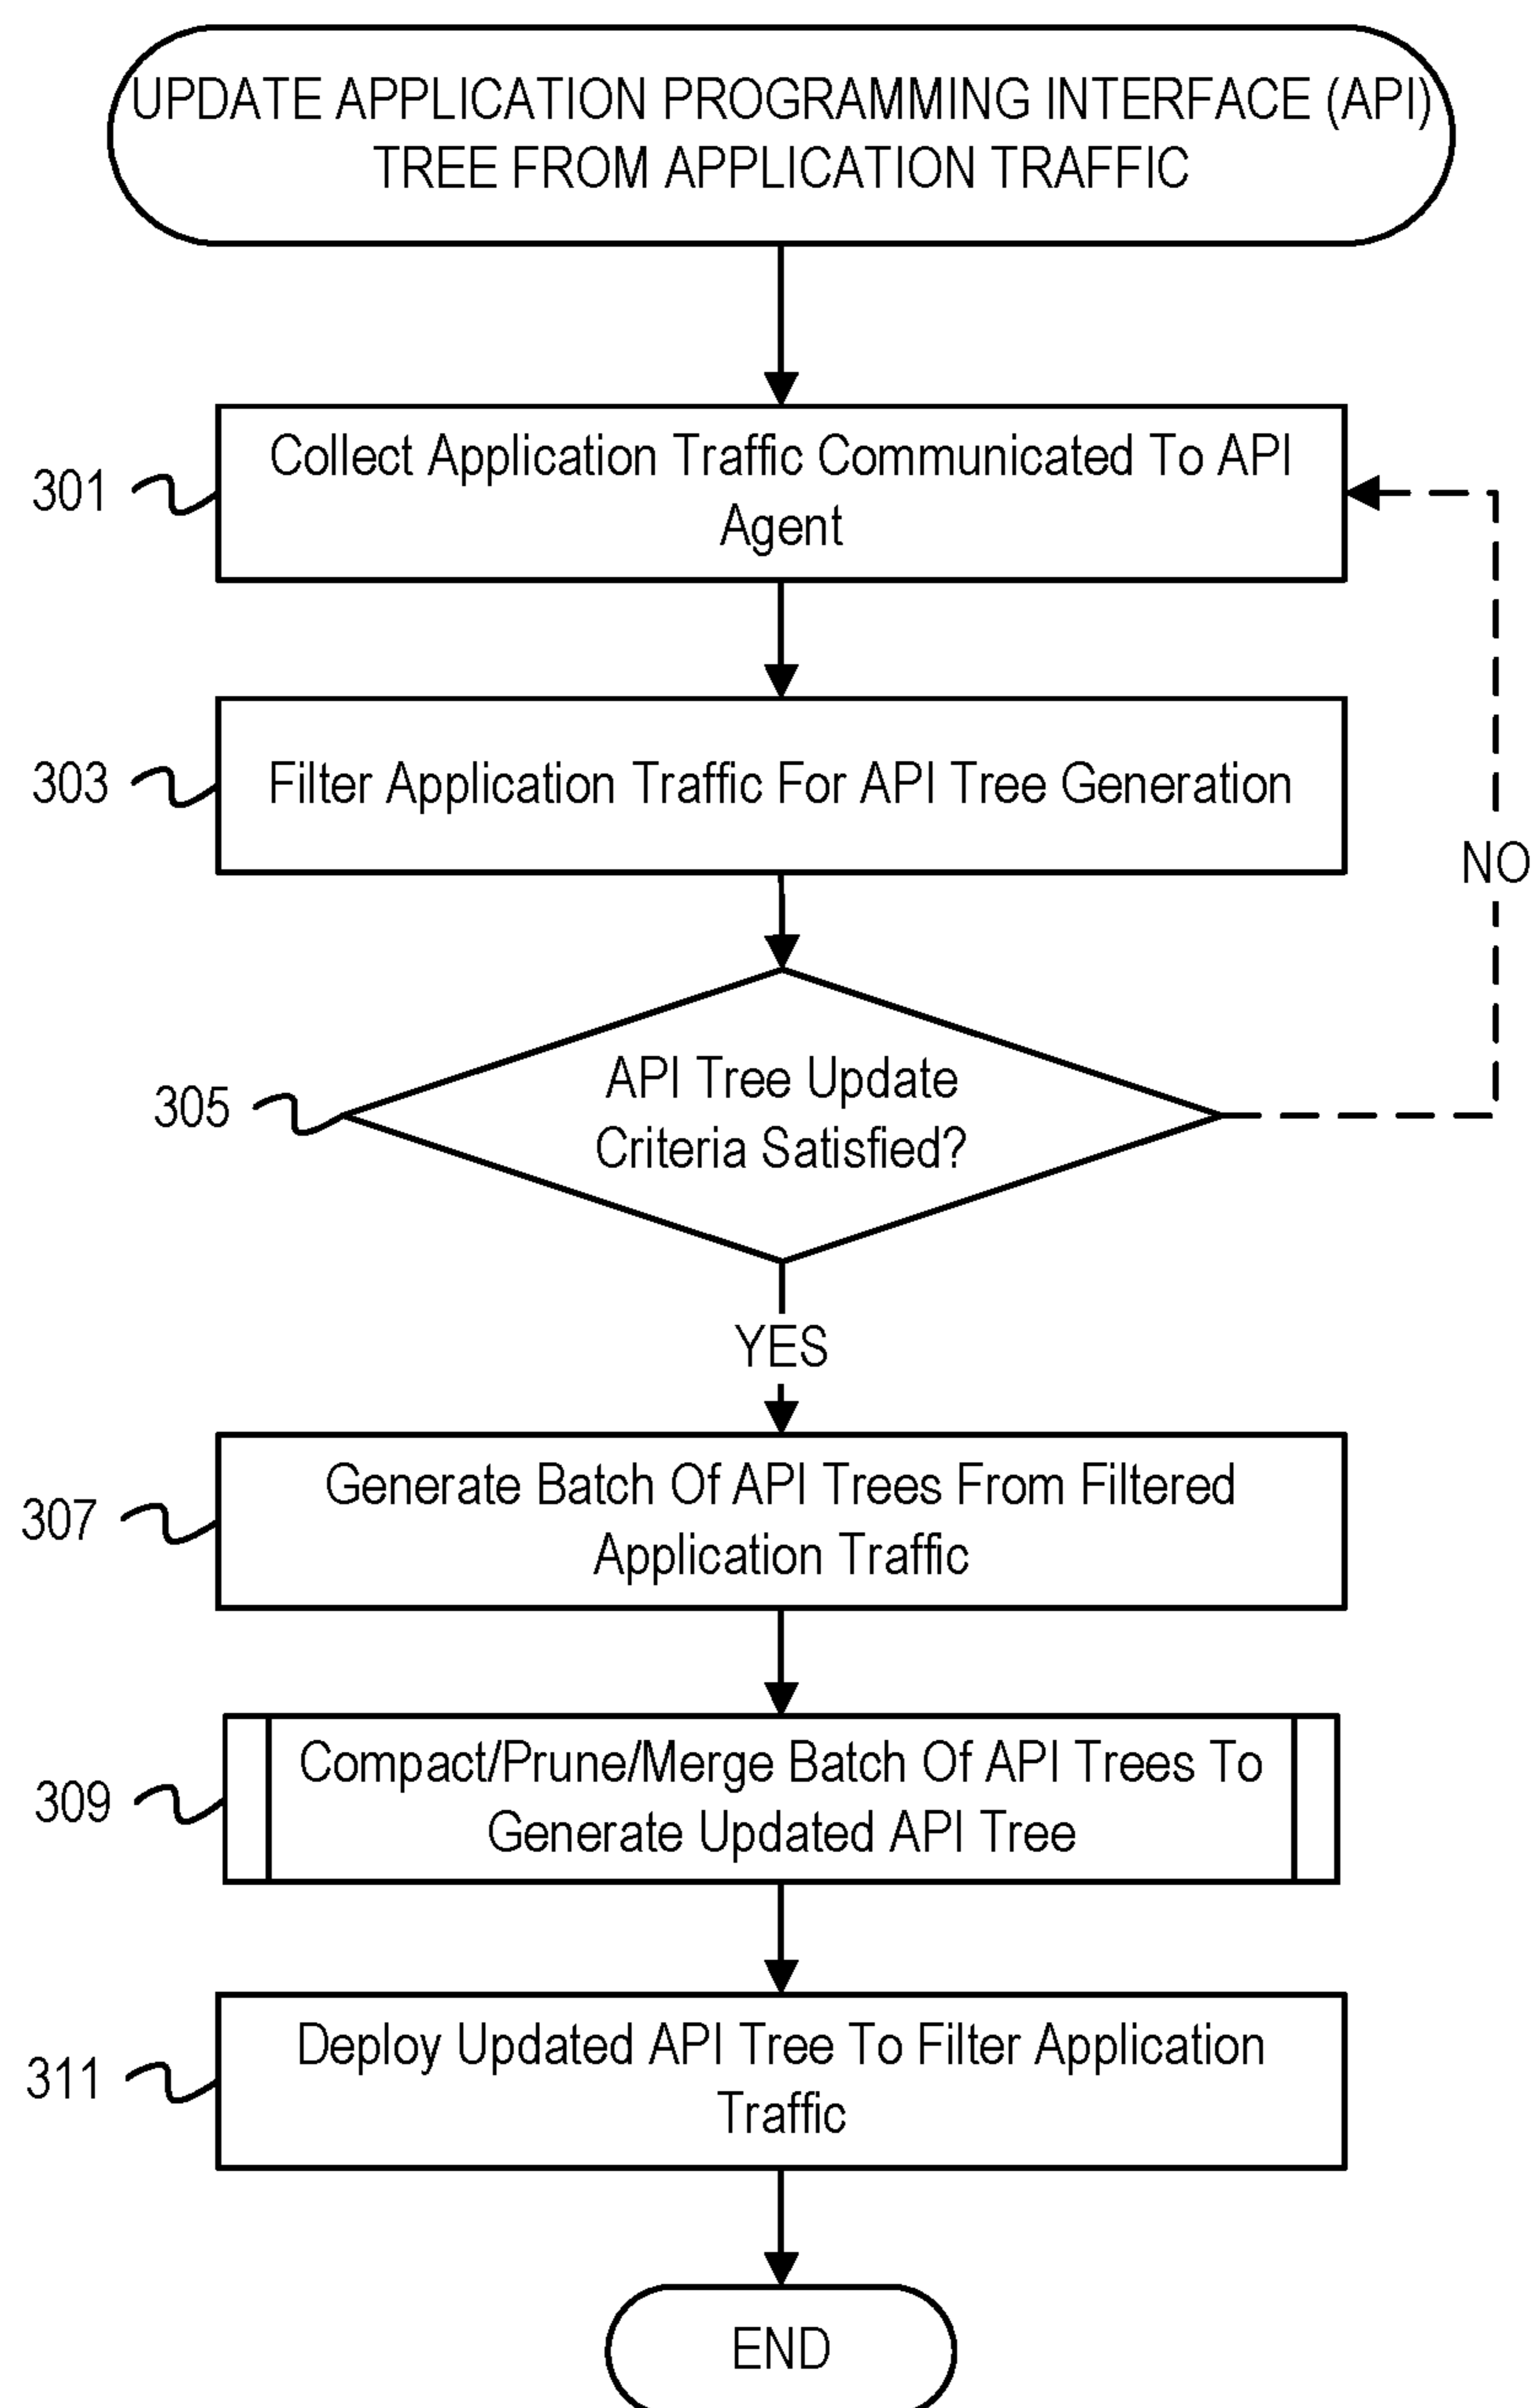 UPDATE APPLICATION PROGRAMMING INTERFACE (API)
TREE FROM APPLICATION TRAFFIC
301
Collect Application Traffic Communicated To API
Agent
303
Filter Application Traffic For API Tree Generation
NO
305
API Tree Update
Criteria Satisfied?
YES
307
Generate Batch Of API Trees From Filtered
Application Traffic
309
Compact/Prune/Merge Batch Of API Trees To
Generate Updated API Tree
311
Deploy Updated API Tree To Filter Application
Traffic
END